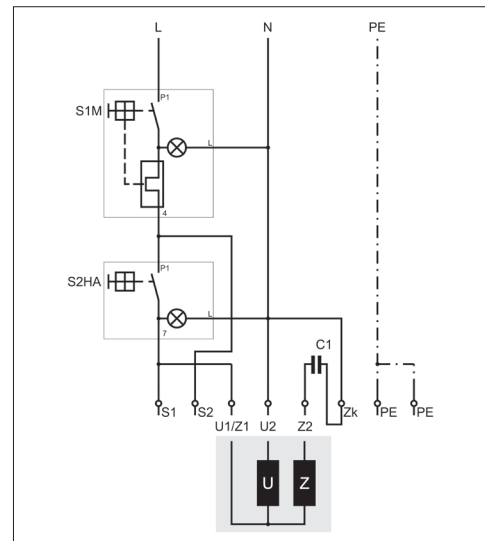 L N PE
P1
S1M
L
4
P1
S2HA
L
7
C1
S1 S2 Zk PE PE
U1/Z1 U2 Z2
U Z